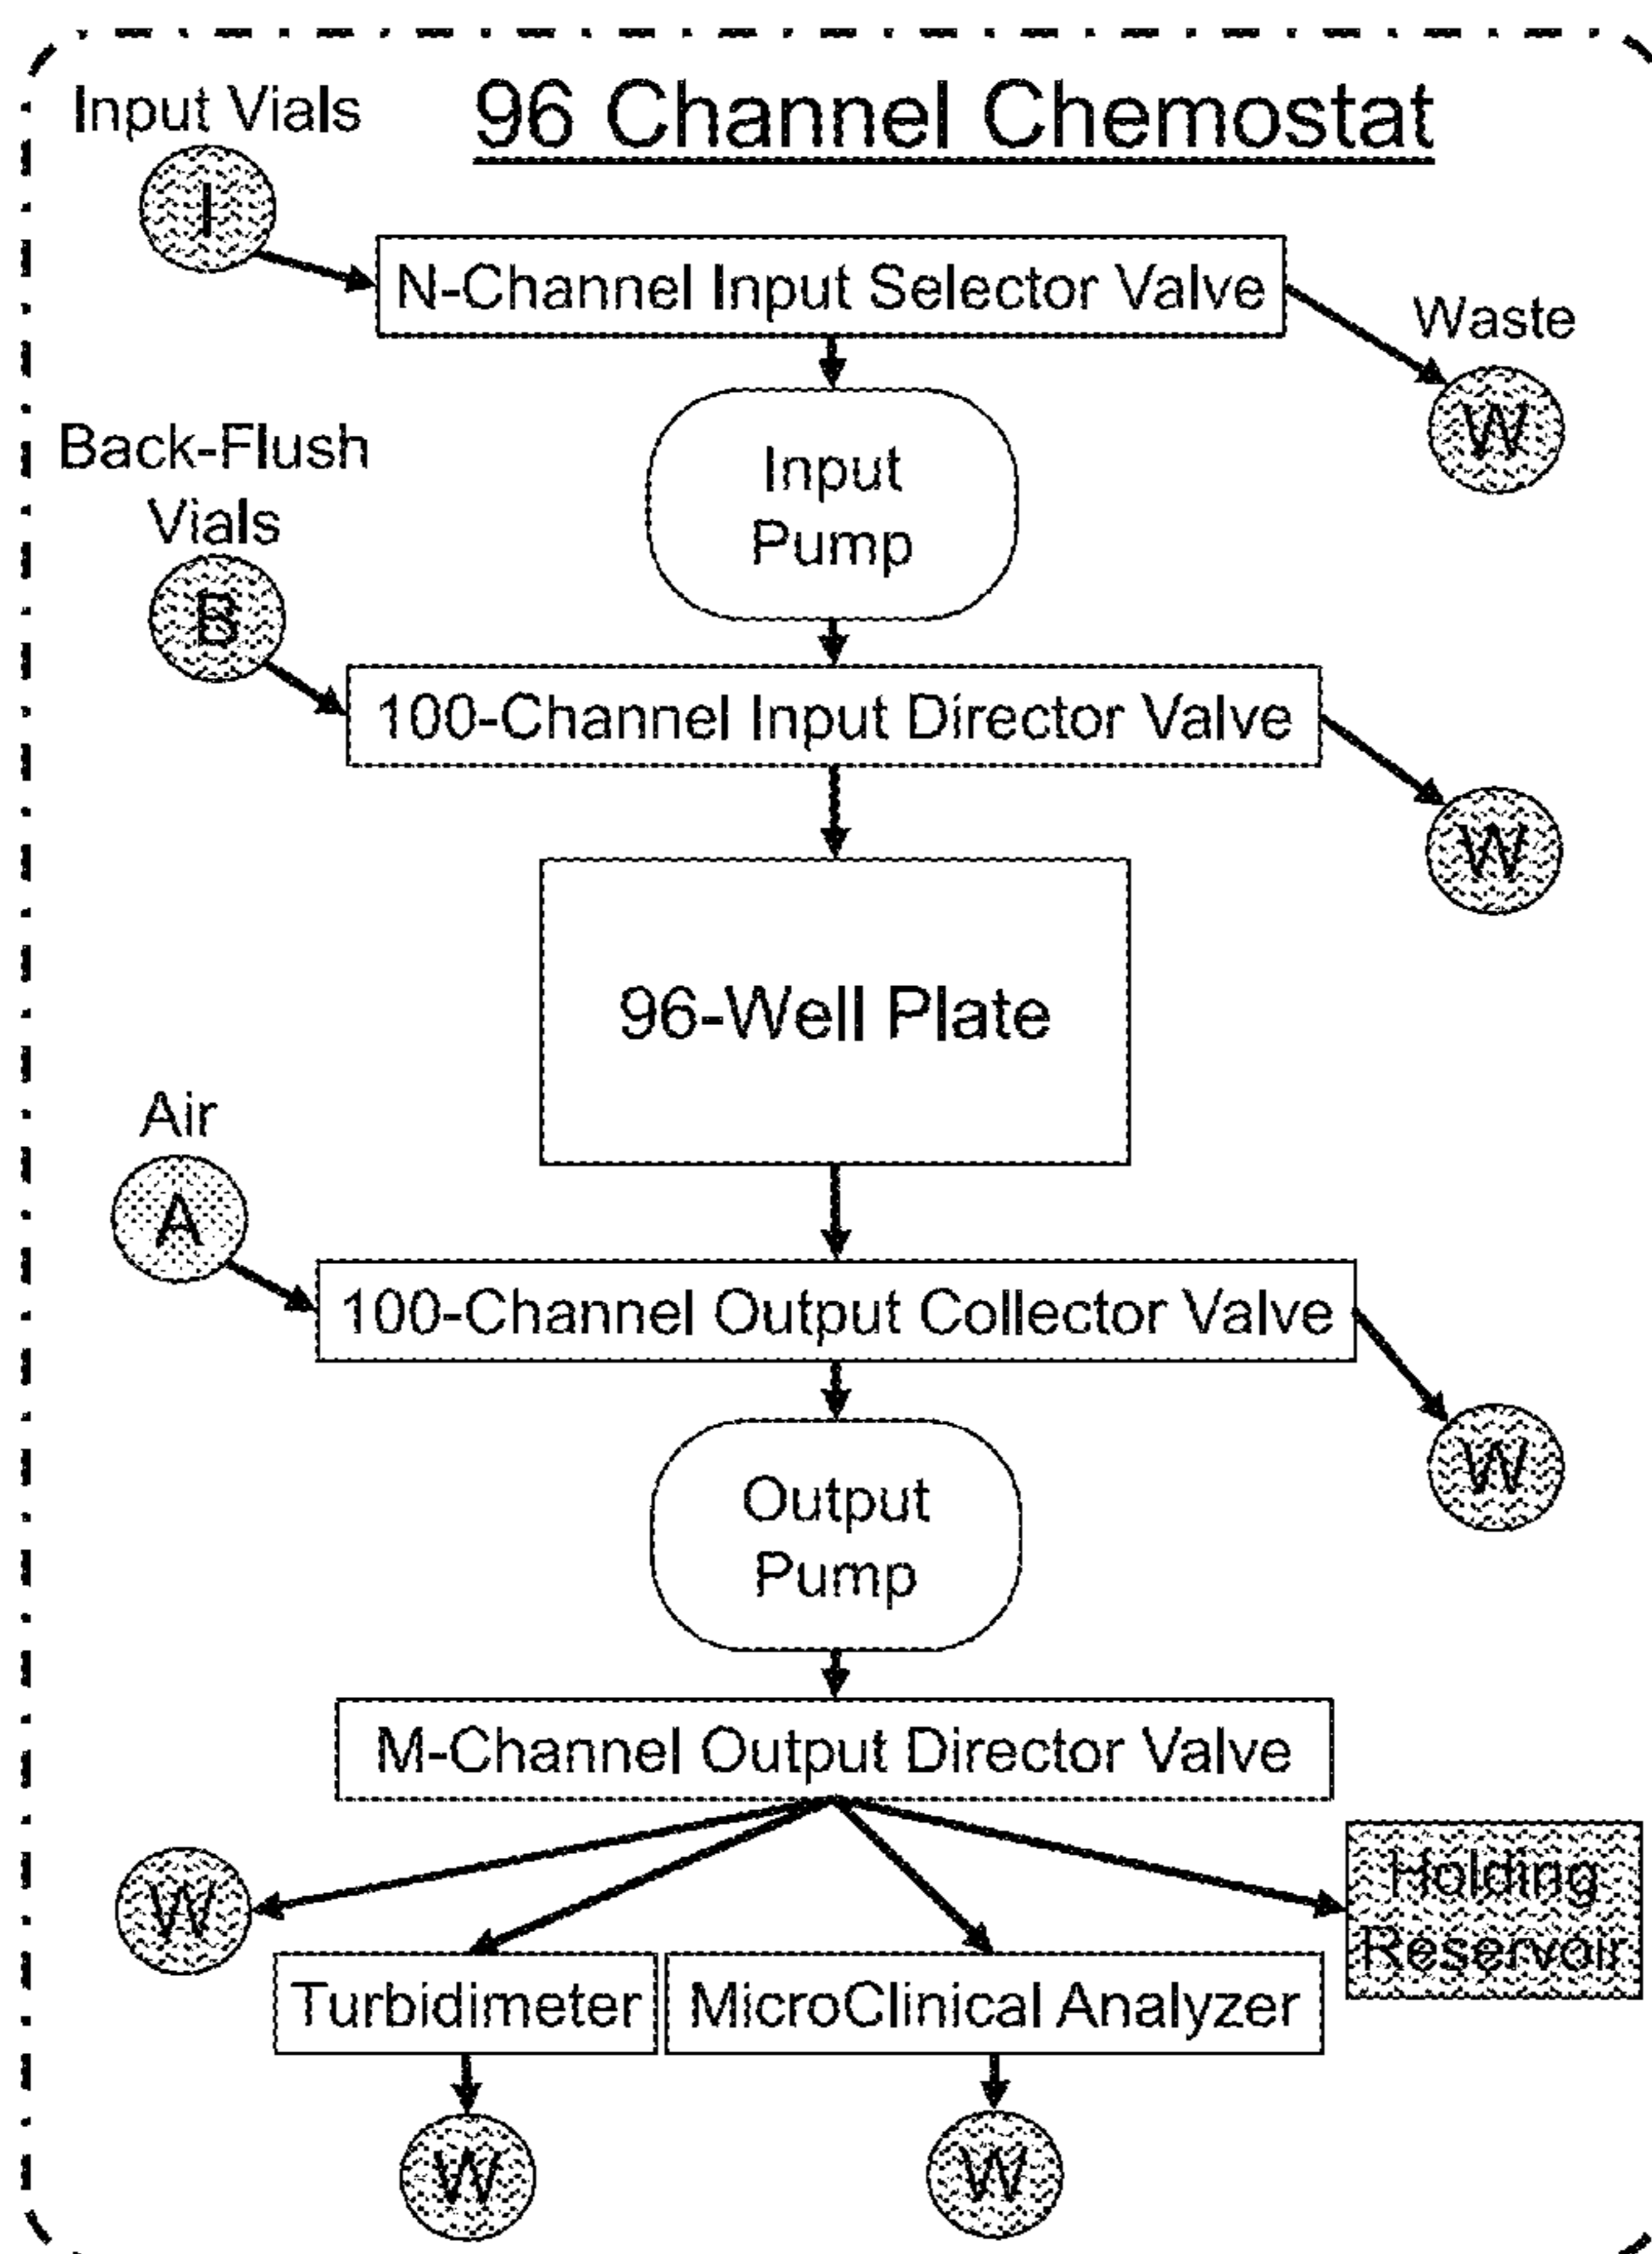 Input Vials
96 Channel Chemostat
I
N-Channel Input Selector Valve
Waste
W
Input
Pump
Back-Flush
Vials
B
100-Channel Input Director Valve
W
96-Well Plate
Air
A
100-Channel Output Collector Valve
W
Output
Pump
M-Channel Output Director Valve
W
Holding
Reservoir
Turbidimeter
MicroClinical Analyzer
W
W